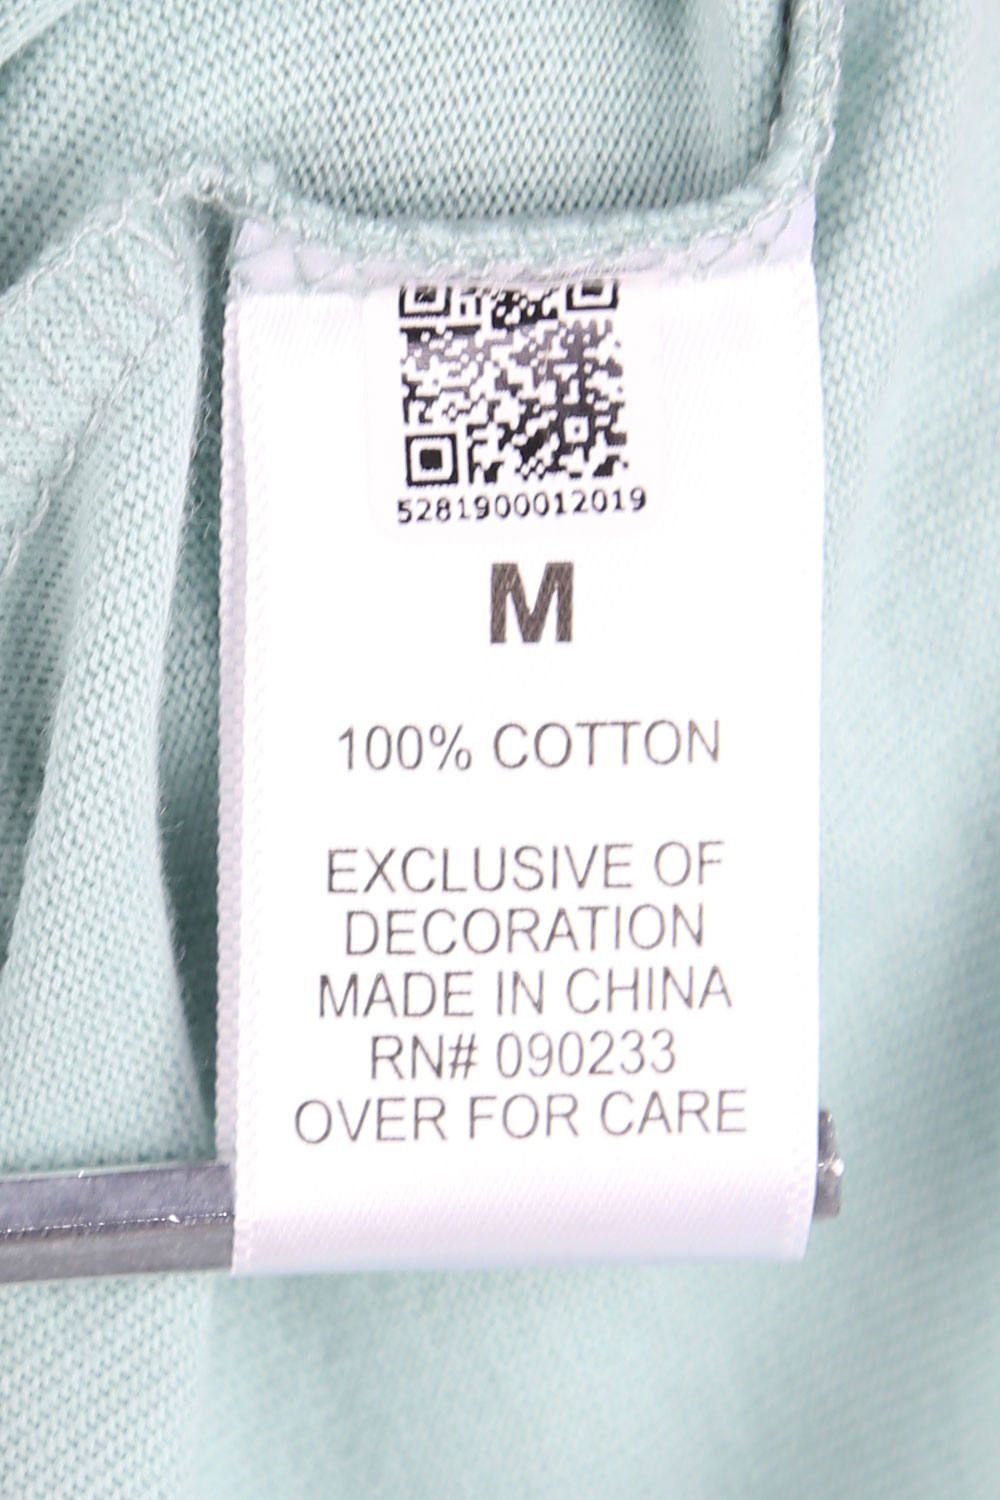 5281900012019
M
100% COTTON
EXCLUSIVE OF
DECORATION
MADE IN CHINA
RN# 090233
OVER FOR CARE